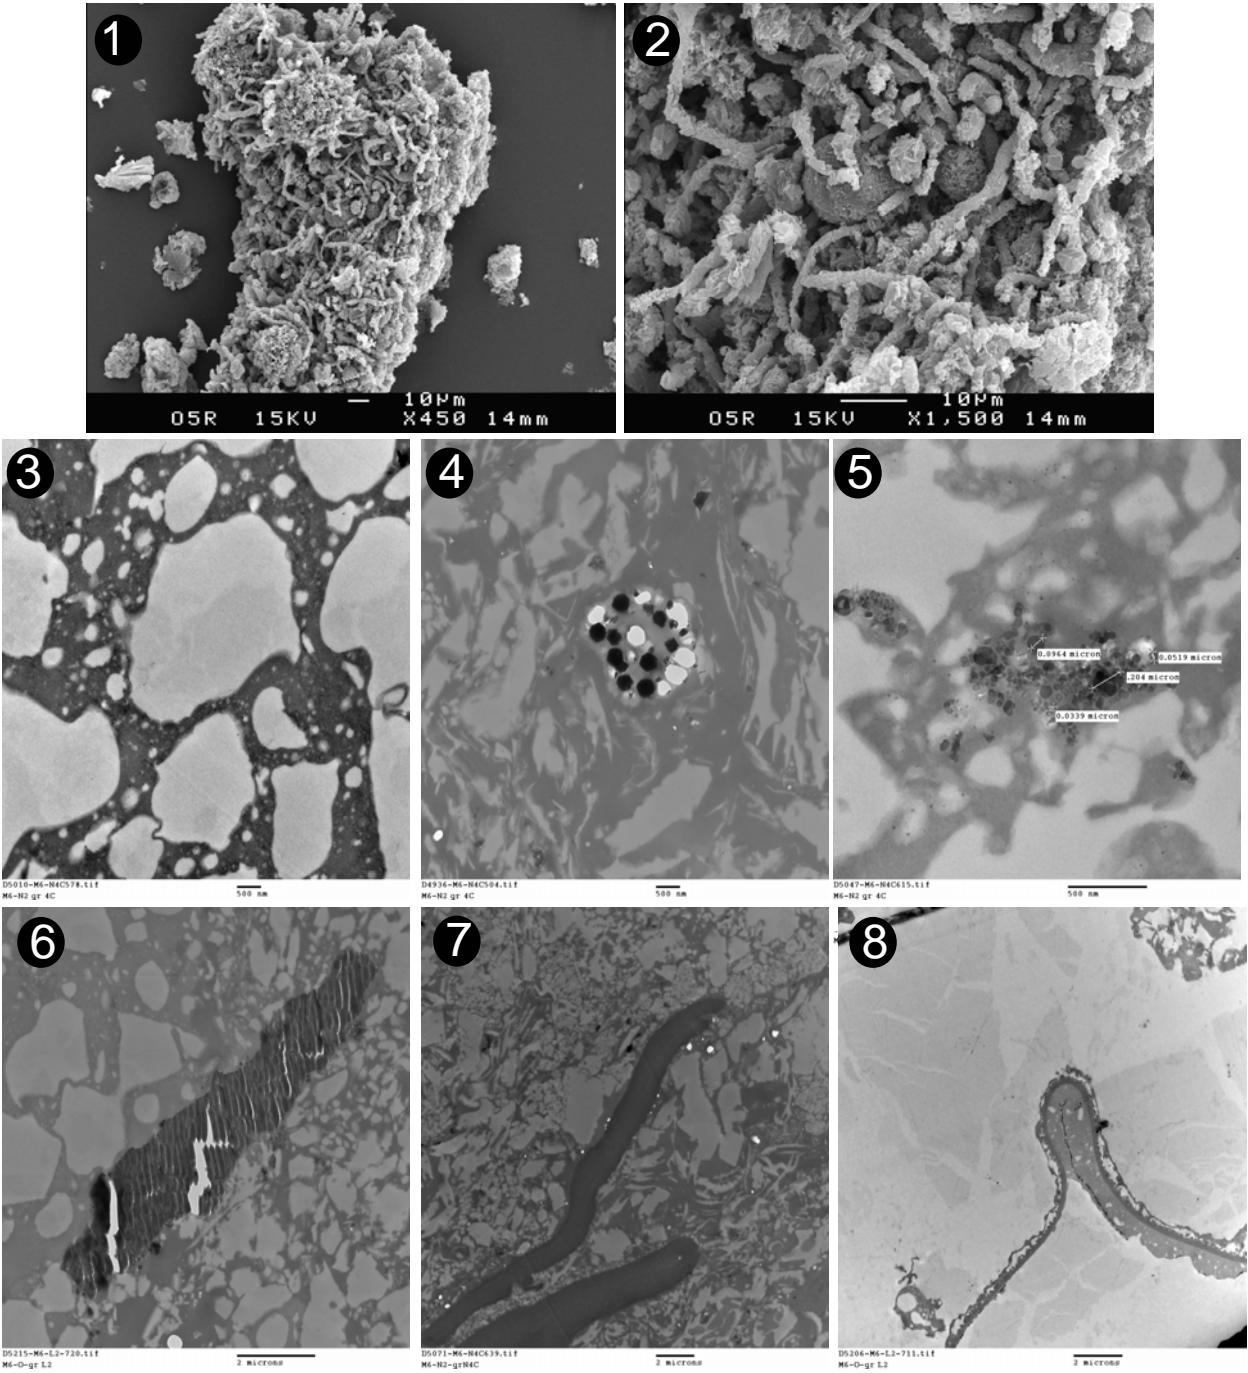 1
2
10µm
O5R 15KV X450 14mm
10µm
O5R 15KV X1,500 14mm
3
4
5
0.0964 micron
0.0519 micron
.204 micron
0.0339 micron
D5010-M6-N4C578.tif
M6-N2 gr 4C
500 nm
D4936-M6-N4C504.tif
M6-N2 gr 4C
500 nm
D5047-M6-N4C615.tif
M6-N2 gr 4C
500 nm
6
7
8
D5215-M6-L2-720.tif
M6-O-gr L2
2 microns
D5071-M6-N4C639.tif
M6-N2-grN4C
2 microns
D5206-M6-L2-711.tif
M6-O-gr L2
2 microns